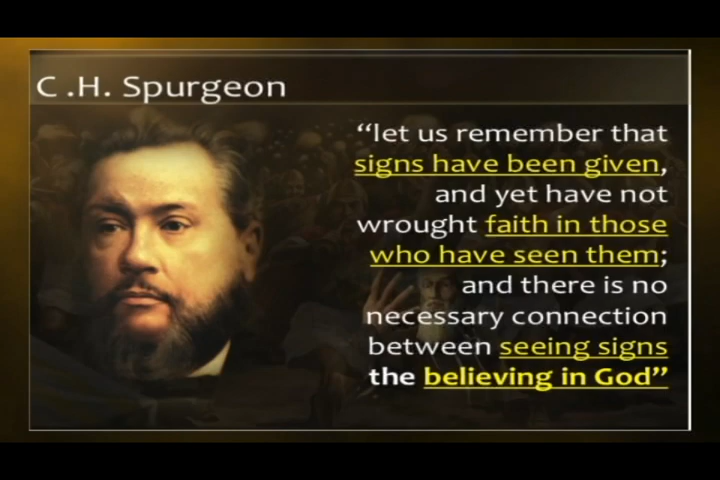 C .H. Spurgeon
“let us remember that
signs have been given,
and yet have not
wrought faith in those
who have seen them;
and there is no
necessary connection
between seeing signs
the believing in God”